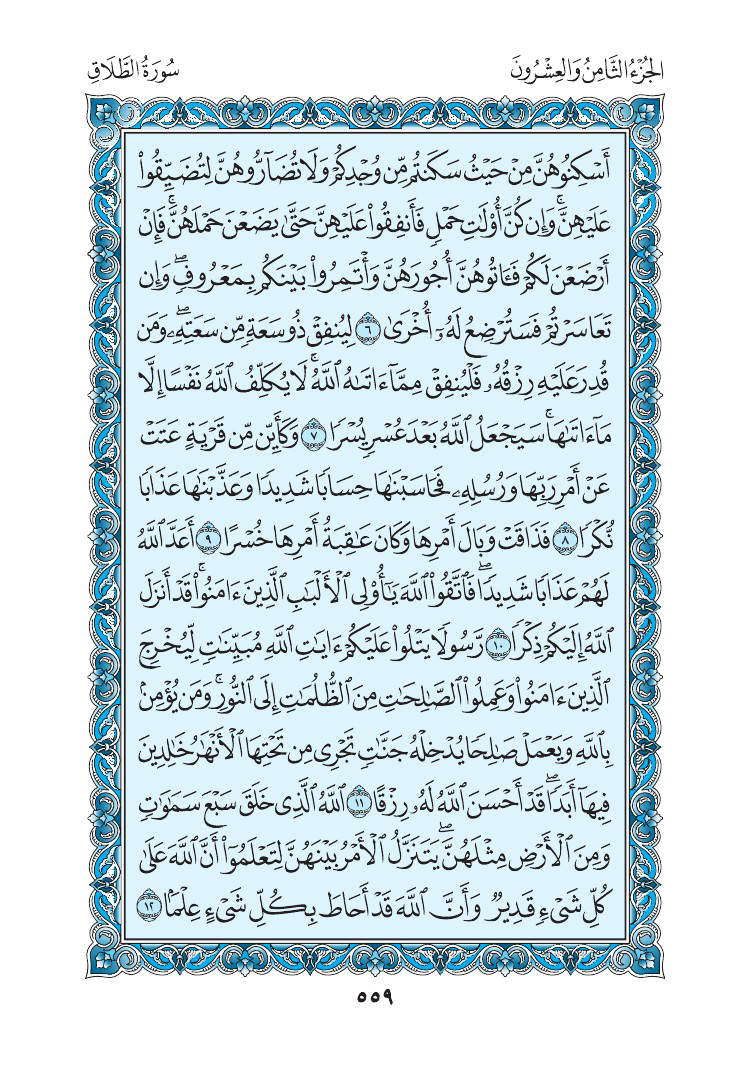 الجُزْءُ الثَّامِنُ وَالعِشْرُونَ
سُورَةُ الطَّلَاقِ
أَسْكِنُوهُنَّ مِنْ حَيْثُ سَكَنتُم مِّن وُجْدِكُمْ وَلَا تُضَآرُّوهُنَّ لِتُضَيِّقُوا۟
عَلَيْهِنَّ ۚ وَإِن كُنَّ أُو۟لَـٰتِ حَمْلٍ فَأَنفِقُوا۟ عَلَيْهِنَّ حَتَّىٰ يَضَعْنَ حَمْلَهُنَّ ۚ فَإِنْ
أَرْضَعْنَ لَكُمْ فَـَٔاتُوهُنَّ أُجُورَهُنَّ وَأْتَمِرُوا۟ بَيْنَكُم بِمَعْرُوفٍ ۖ وَإِن
تَعَاسَرْتُمْ فَسَتُرْضِعُ لَهُۥٓ أُخْرَىٰ ٦ لِيُنفِقْ ذُو سَعَةٍ مِّن سَعَتِهِۦ ۖ وَمَن
قُدِرَ عَلَيْهِ رِزْقُهُۥ فَلْيُنفِقْ مِمَّآ ءَاتَىٰهُ ٱللَّهُ ۚ لَا يُكَلِّفُ ٱللَّهُ نَفْسًا إِلَّا
مَآ ءَاتَىٰهَا ۚ سَيَجْعَلُ ٱللَّهُ بَعْدَ عُسْرٍ يُسْرًا ٧ وَكَأَيِّن مِّن قَرْيَةٍ عَتَتْ
عَنْ أَمْرِ رَبِّهَا وَرُسُلِهِۦ فَحَاسَبْنَـٰهَا حِسَابًا شَدِيدًا وَعَذَّبْنَـٰهَا عَذَابًا
نُّكْرًا ٨ فَذَاقَتْ وَبَالَ أَمْرِهَا وَكَانَ عَـٰقِبَةُ أَمْرِهَا خُسْرًا ٩ أَعَدَّ ٱللَّهُ
لَهُمْ عَذَابًا شَدِيدًا ۖ فَٱتَّقُوا۟ ٱللَّهَ يَـٰٓأُو۟لِى ٱلْأَلْبَـٰبِ ٱلَّذِينَ ءَامَنُوا۟ ۚ قَدْ أَنزَلَ
ٱللَّهُ إِلَيْكُمْ ذِكْرًا ١٠ رَّسُولًا يَتْلُوا۟ عَلَيْكُمْ ءَايَـٰتِ ٱللَّهِ مُبَيِّنَـٰتٍ لِّيُخْرِجَ
ٱلَّذِينَ ءَامَنُوا۟ وَعَمِلُوا۟ ٱلصَّـٰلِحَـٰتِ مِنَ ٱلظُّلُمَـٰتِ إِلَى ٱلنُّورِ ۚ وَمَن يُؤْمِنۢ
بِٱللَّهِ وَيَعْمَلْ صَـٰلِحًا يُدْخِلْهُ جَنَّـٰتٍ تَجْرِى مِن تَحْتِهَا ٱلْأَنْهَـٰرُ خَـٰلِدِينَ
فِيهَآ أَبَدًا ۖ قَدْ أَحْسَنَ ٱللَّهُ لَهُۥ رِزْقًا ١١ ٱللَّهُ ٱلَّذِى خَلَقَ سَبْعَ سَمَـٰوَٰتٍ
وَمِنَ ٱلْأَرْضِ مِثْلَهُنَّ ۖ يَتَنَزَّلُ ٱلْأَمْرُ بَيْنَهُنَّ لِتَعْلَمُوٓا۟ أَنَّ ٱللَّهَ عَلَىٰ
كُلِّ شَىْءٍ قَدِيرٌ وَأَنَّ ٱللَّهَ قَدْ أَحَاطَ بِكُلِّ شَىْءٍ عِلْمًۢا ١٢
٥٥٩